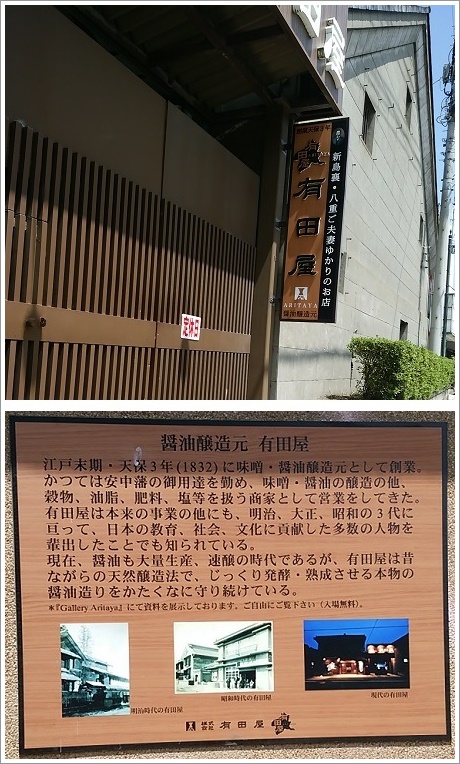 創業天保3年
有田屋
ARITAYA
醤油醸造元
新島襄・八重ご夫妻ゆかりのお店
定休日
醤油醸造元 有田屋
江戸末期・天保3年(1832)に味噌・醤油醸造元として創業。
かつては安中藩の御用達を勤め、味噌・醤油の醸造の他、
穀物、油脂、肥料、塩等を扱う商家として営業をしてきた。
有田屋は本来の事業の他にも、明治、大正、昭和の3代に
亘って、日本の教育、社会、文化に貢献した多数の人物を
輩出したことでも知られている。
現在、醤油も大量生産、速醸の時代であるが、有田屋は昔
ながらの天然醸造法で、じっくり発酵・熟成させる本物の
醤油造りをかたくなに守り続けている。
*『Gallery Aritaya』にて資料を展示しております。ご自由にご覧下さい（入場無料）。
明治時代の有田屋
昭和時代の有田屋
現代の有田屋
株式会社 有田屋